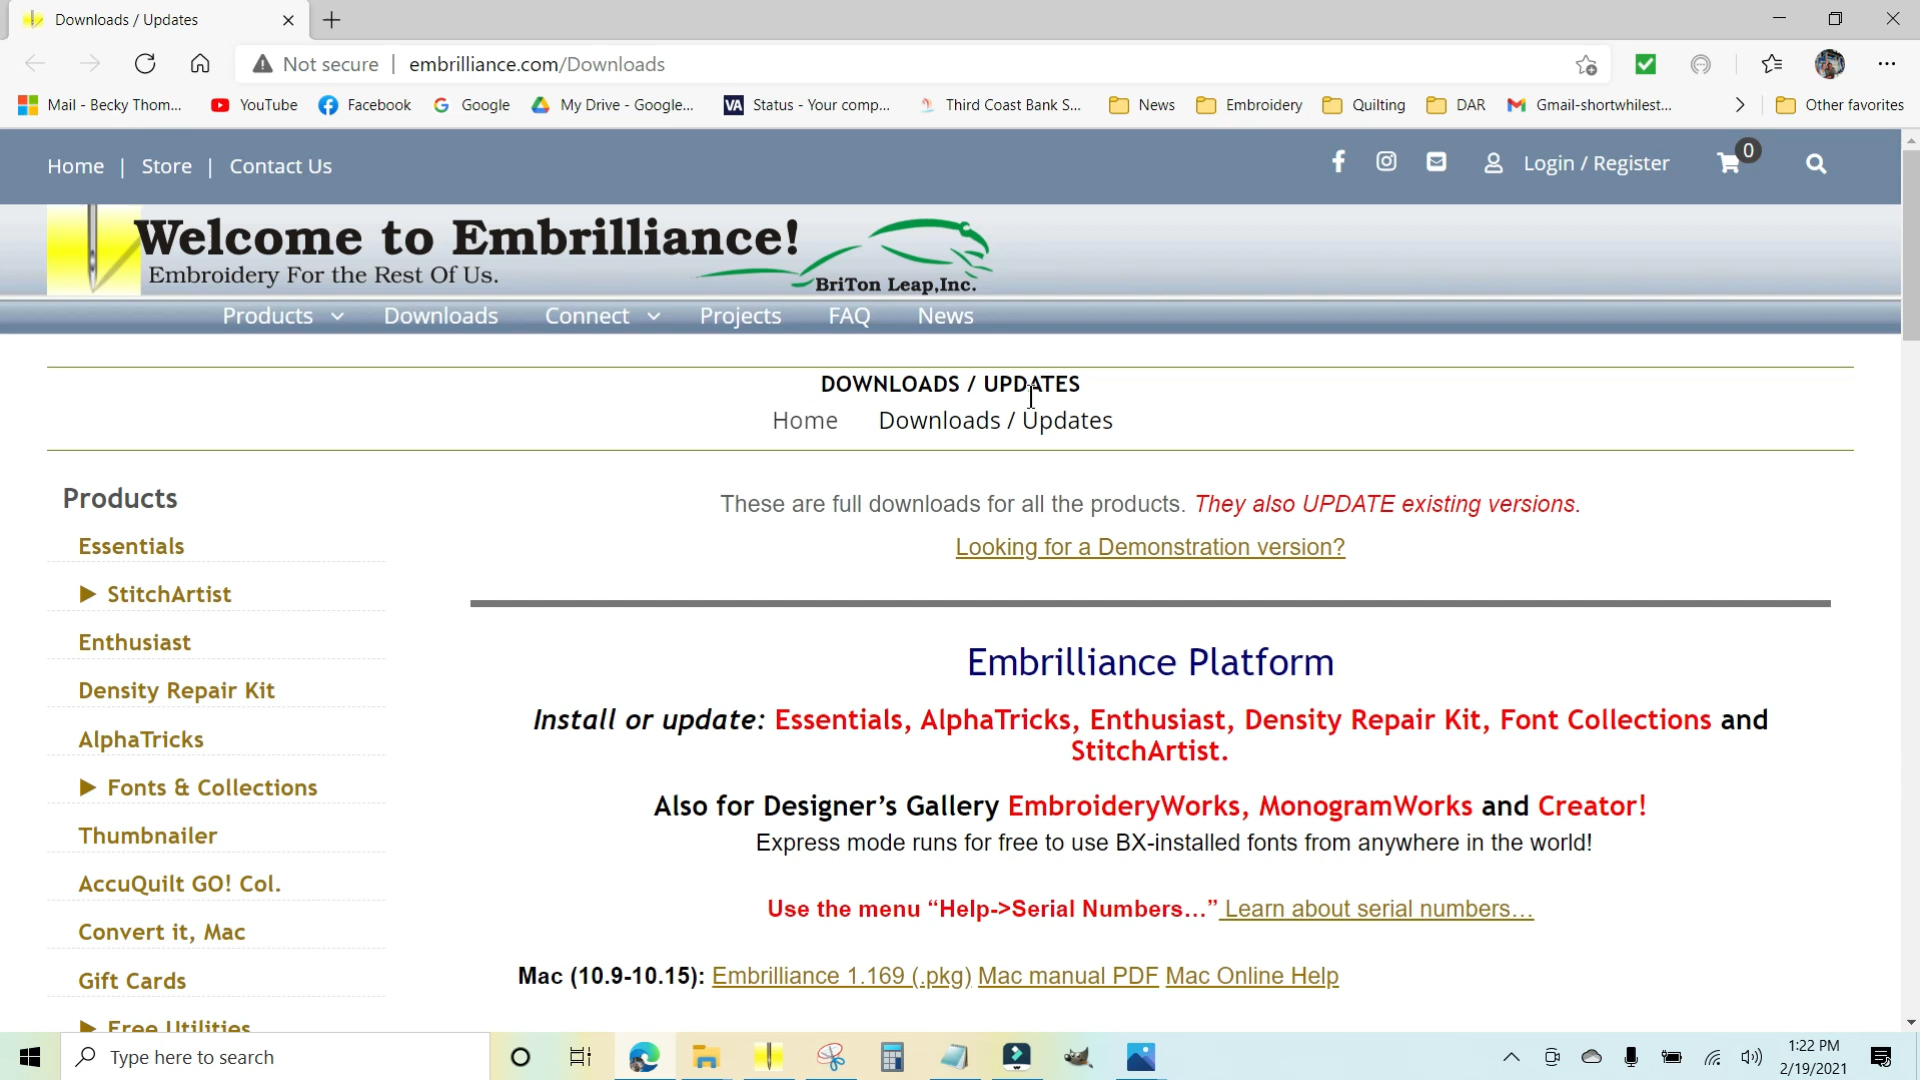 Downloads / Updates
Not secure | embrilliance.com/Downloads
Mail - Becky Thom... YouTube Facebook Google My Drive - Google... VA Status - Your comp... Third Coast Bank S... News Embroidery Quilting DAR Gmail-shortwhilest... Other favorites
Home | Store | Contact Us
Login / Register 0
Welcome to Embrilliance!
Embroidery For the Rest Of Us.
BriTon Leap,Inc.
Products Downloads Connect Projects FAQ News
DOWNLOADS / UPDATES
Home Downloads / Updates
Products
Essentials
StitchArtist
Enthusiast
Density Repair Kit
AlphaTricks
Fonts & Collections
Thumbnailer
AccuQuilt GO! Col.
Convert it, Mac
Gift Cards
Free Utilities
These are full downloads for all the products. They also UPDATE existing versions.
Looking for a Demonstration version?
Embrilliance Platform
Install or update: Essentials, AlphaTricks, Enthusiast, Density Repair Kit, Font Collections and
StitchArtist.
Also for Designer’s Gallery EmbroideryWorks, MonogramWorks and Creator!
Express mode runs for free to use BX-installed fonts from anywhere in the world!
Use the menu “Help->Serial Numbers…” Learn about serial numbers…
Mac (10.9-10.15): Embrilliance 1.169 (.pkg) Mac manual PDF Mac Online Help
Type here to search
1:22 PM
2/19/2021